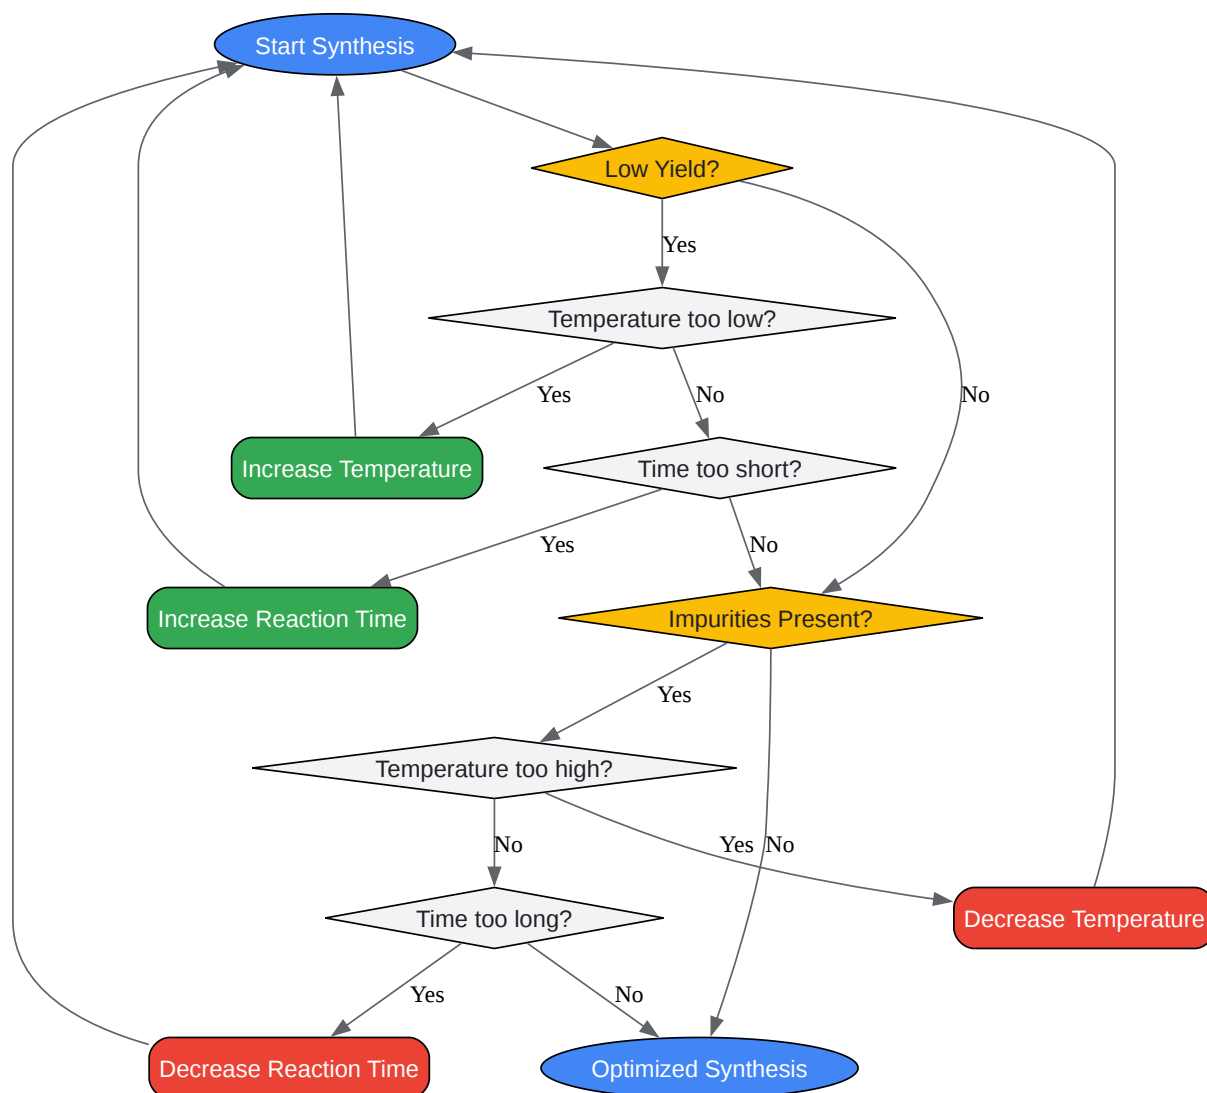 Start Synthesis
Low Yield?
Yes
Temperature too low?
No
Yes
No
Increase Temperature
Time too short?
Yes
No
Increase Reaction Time
Impurities Present?
Yes
Temperature too high?
No
Yes
No
Time too long?
Decrease Temperature
Yes
No
Decrease Reaction Time
Optimized Synthesis